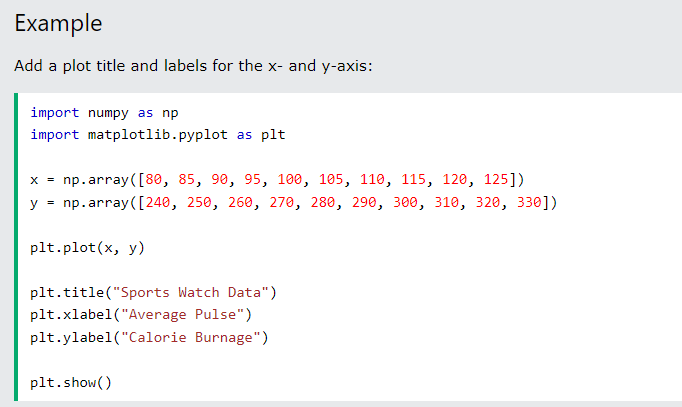 Example
Add a plot title and labels for the x- and y-axis:
import numpy as np
import matplotlib.pyplot as plt
x = np.array([80, 85, 90, 95, 100, 105, 110, 115, 120, 125])
y = np.array([240, 250, 260, 270, 280, 290, 300, 310, 320, 330])
plt.plot(x, y)
plt.title("Sports Watch Data")
plt.xlabel("Average Pulse")
plt.ylabel("Calorie Burnage")
plt.show()